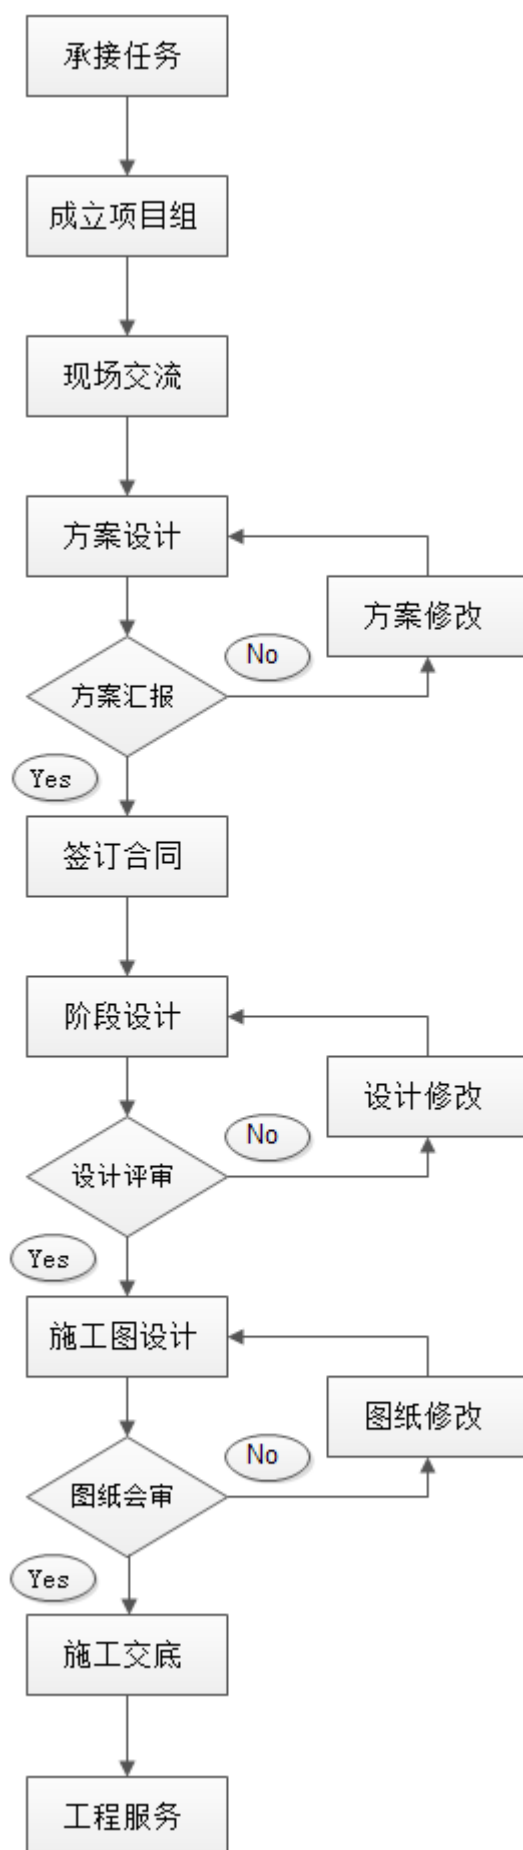 承接任务
成立项目组
现场交流
方案设计
方案修改
No
方案汇报
Yes
签订合同
阶段设计
设计修改
No
设计评审
Yes
施工图设计
图纸修改
No
图纸会审
Yes
施工交底
工程服务